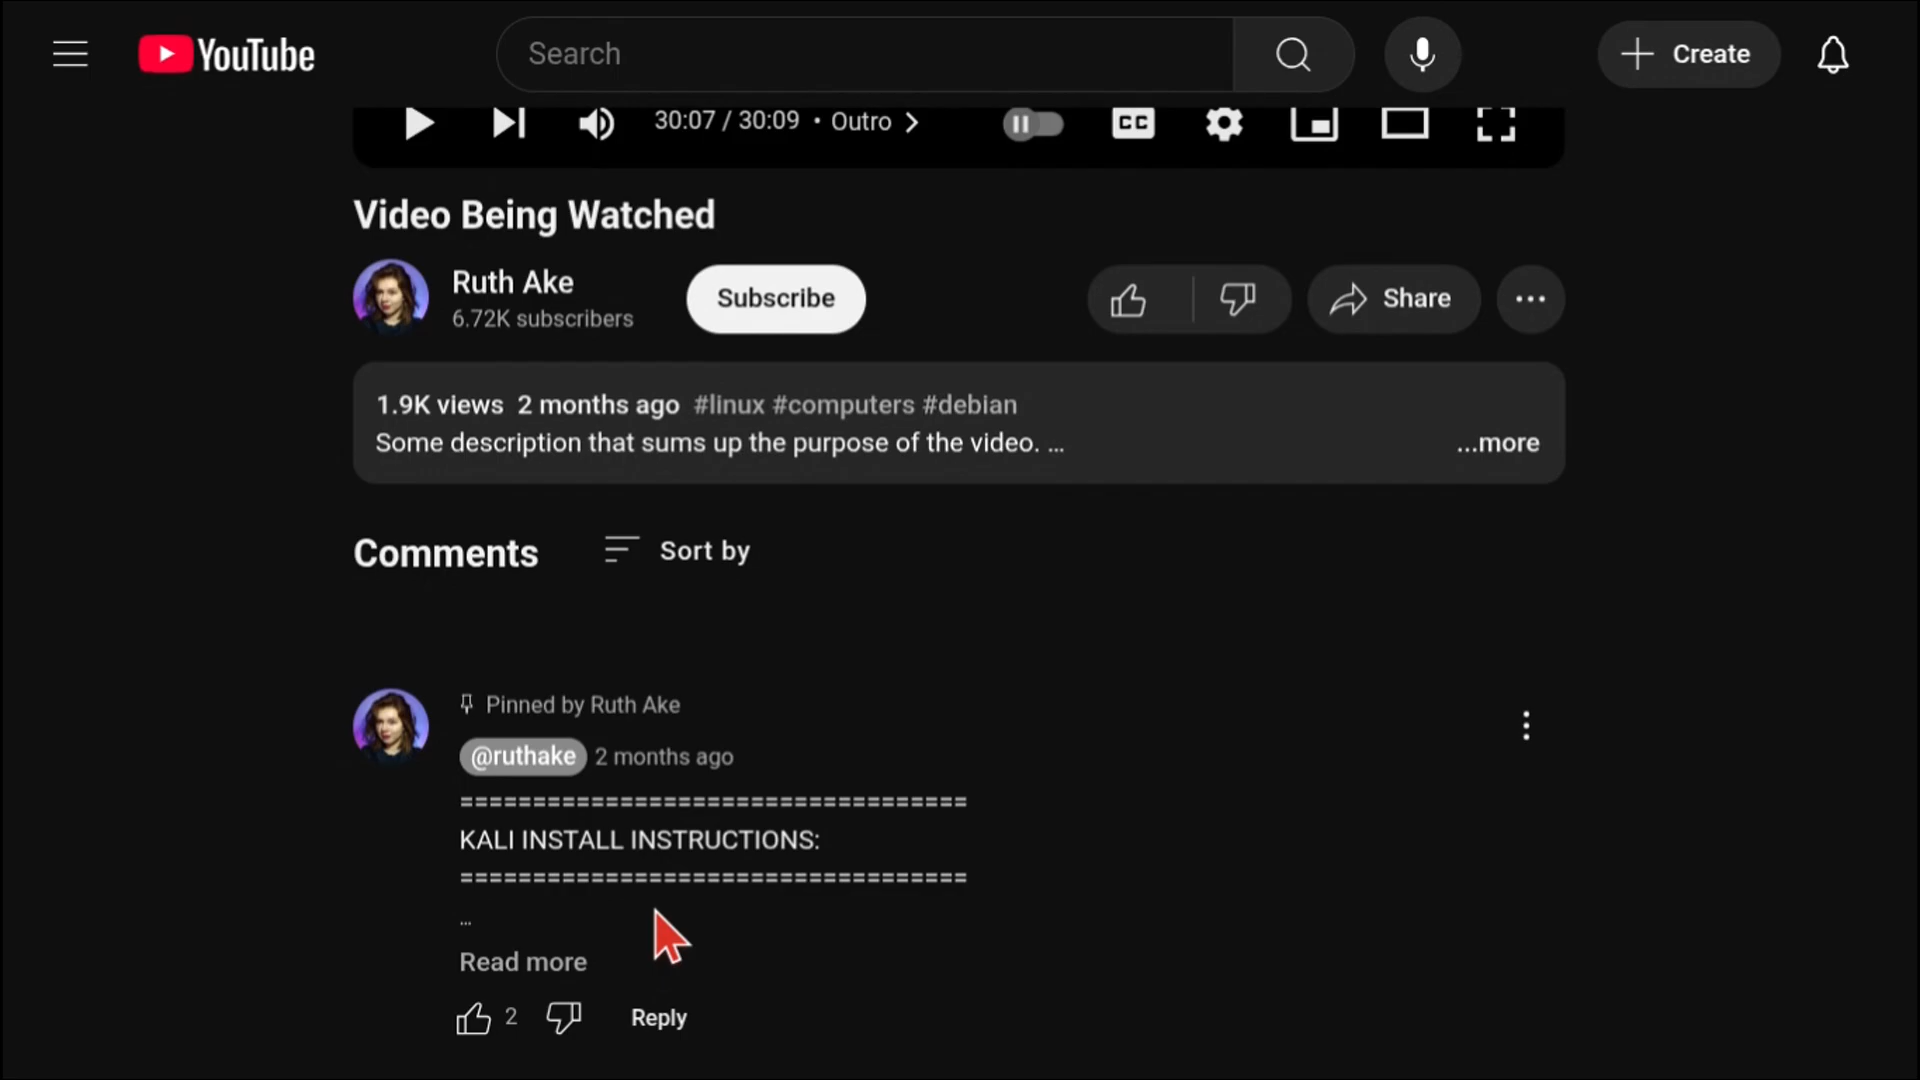 YouTube
Search
Create
30:07 / 30:09 • Outro
CC
Video Being Watched
Ruth Ake
6.72K subscribers
Subscribe
Share
1.9K views 2 months ago #linux #computers #debian
Some description that sums up the purpose of the video. ...
...more
Comments
Sort by
Pinned by Ruth Ake
@ruthake 2 months ago
===================================
KALI INSTALL INSTRUCTIONS:
===================================
...
Read more
2
Reply